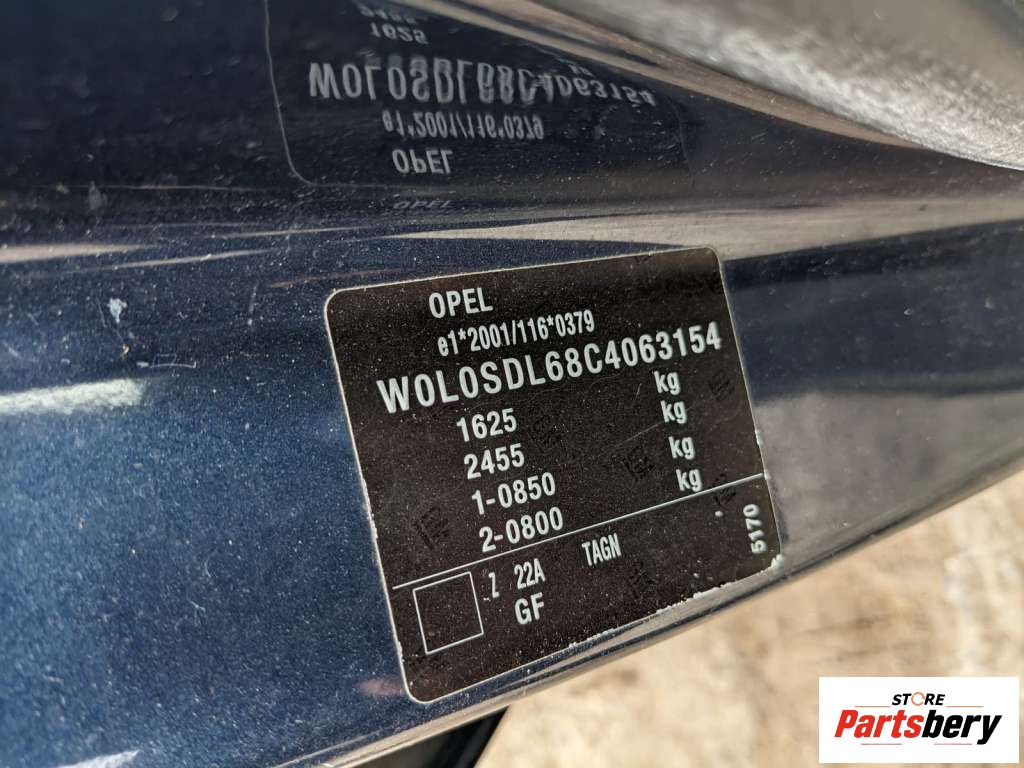 OPEL
e1*2001/116*0379
W0L0SDL68C4063154
1625 kg
2455 kg
1-0850 kg
2-0800 kg
Z 22A TAGN
GF
5170
STORE
Partsbery